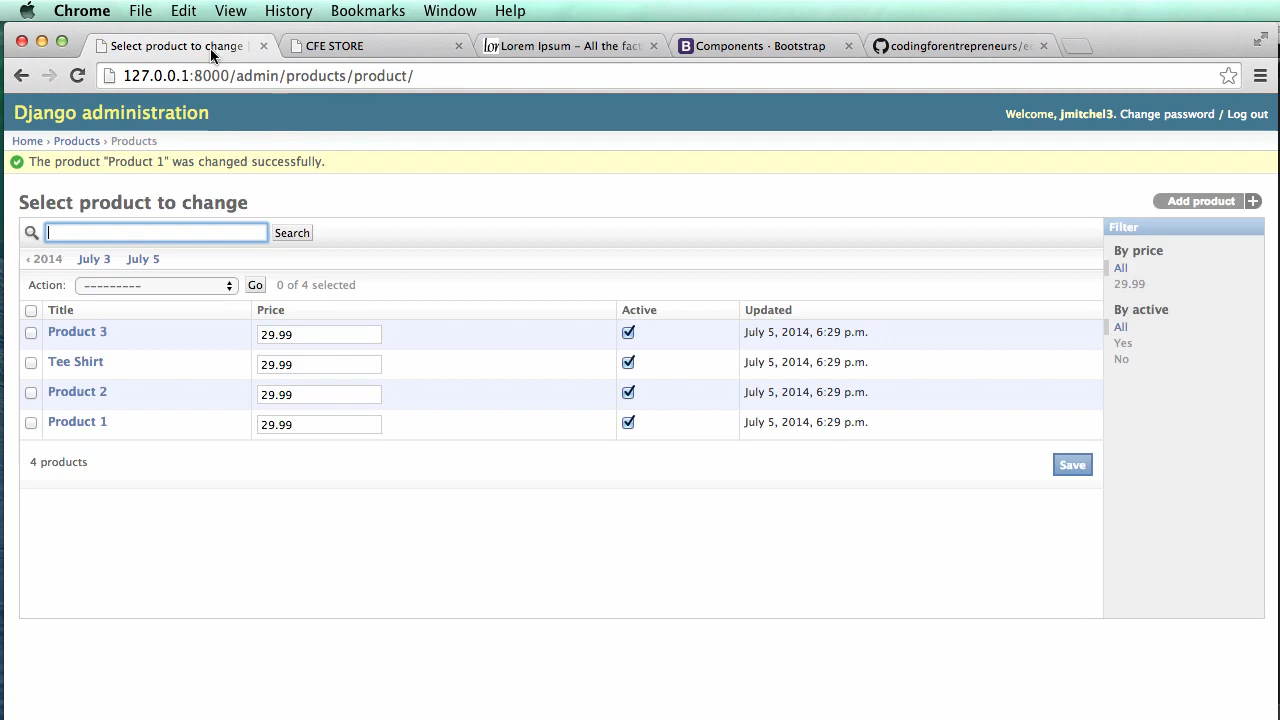 Chrome File Edit View History Bookmarks Window Help
Select product to change CFE STORE Lorem Ipsum - All the fact Components · Bootstrap codingforentrepreneurs/ec
127.0.0.1:8000/admin/products/product/
Django administration
Welcome, jmitchel3. Change password / Log out
Home › Products › Products
The product "Product 1" was changed successfully.
Select product to change
Add product +
Search
Filter
‹ 2014 July 3 July 5
By price
All
29.99
Action: --------- Go 0 of 4 selected
By active
All
Yes
No
Title Price Active Updated
Product 3 29.99 July 5, 2014, 6:29 p.m.
Tee Shirt 29.99 July 5, 2014, 6:29 p.m.
Product 2 29.99 July 5, 2014, 6:29 p.m.
Product 1 29.99 July 5, 2014, 6:29 p.m.
4 products
Save